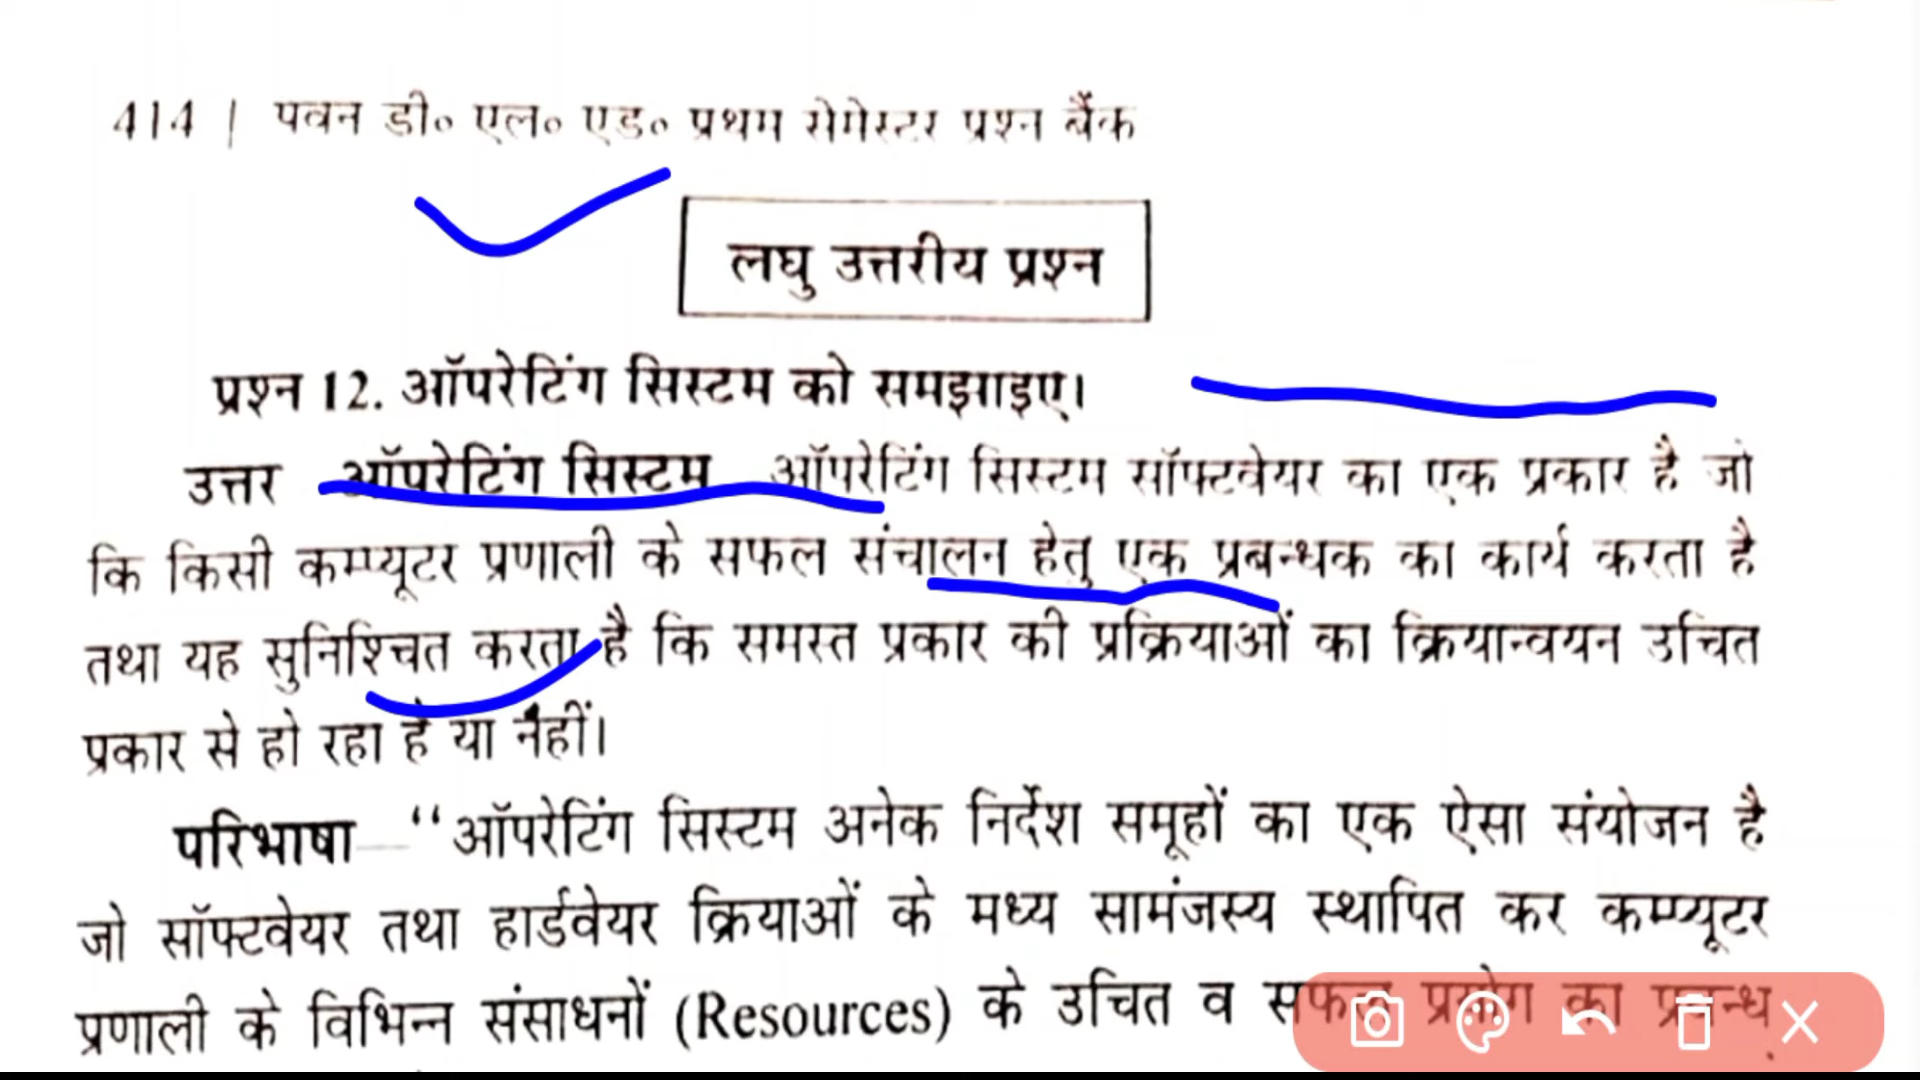 414 | पवन डी० एल० एड० प्रथम सेमेस्टर प्रश्न बैंक
लघु उत्तरीय प्रश्न
प्रश्न 12. ऑपरेटिंग सिस्टम को समझाइए।
उत्तर ऑपरेटिंग सिस्टम ऑपरेटिंग सिस्टम सॉफ्टवेयर का एक प्रकार है जो
कि किसी कम्प्यूटर प्रणाली के सफल संचालन हेतु एक प्रबन्धक का कार्य करता है
तथा यह सुनिश्चित करता है कि समस्त प्रकार की प्रक्रियाओं का क्रियान्वयन उचित
प्रकार से हो रहा है या नहीं।
परिभाषा—‘‘ऑपरेटिंग सिस्टम अनेक निर्देश समूहों का एक ऐसा संयोजन है
जो सॉफ्टवेयर तथा हार्डवेयर क्रियाओं के मध्य सामंजस्य स्थापित कर कम्प्यूटर
प्रणाली के विभिन्न संसाधनों (Resources) के उचित व सफल प्रयोग का प्रबन्ध